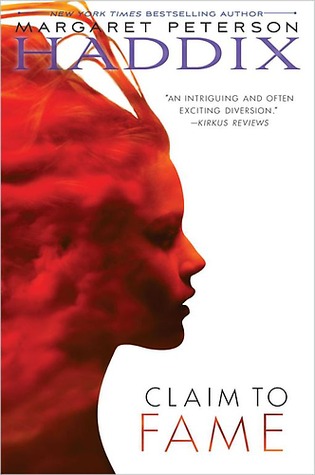 NEW YORK TIMES BESTSELLING AUTHOR
MARGARET PETERSON
HADDIX
"AN INTRIGUING AND OFTEN
EXCITING DIVERSION."
—KIRKUS REVIEWS
CLAIM TO
FAME